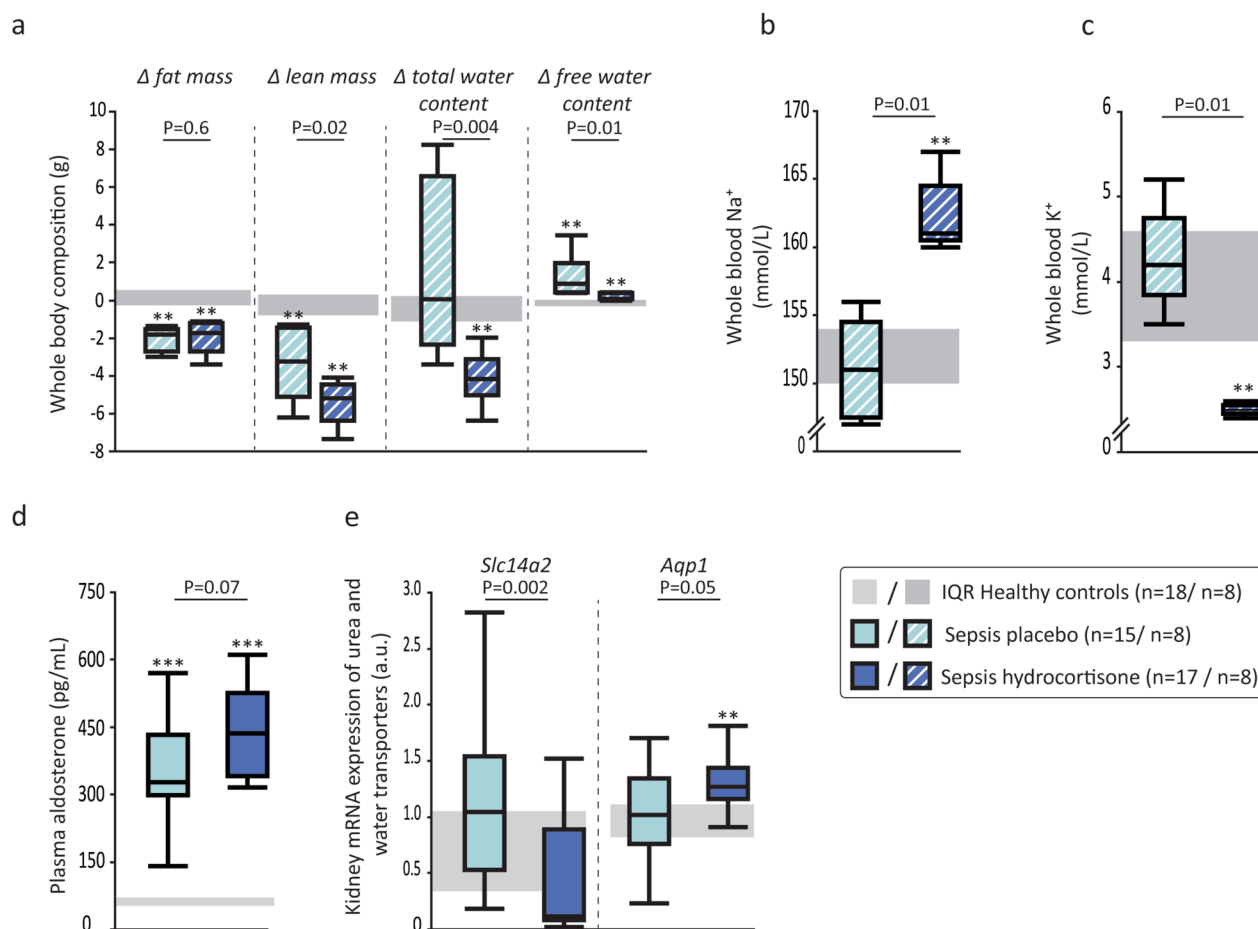 a
Δ fat mass
Δ lean mass
Δ total water
content
Δ free water
content
P=0.6
P=0.02
P=0.004
P=0.01
Whole body composition (g)
10
8
6
4
2
0
-2
-4
-6
-8
** ** ** ** ** ** **
b
Whole blood Na⁺
(mmol/L)
P=0.01
**
170
165
160
154
150
0
c
Whole blood K⁺
(mmol/L)
P=0.01
**
6
5
4
3
0
d
Plasma aldosterone (pg/mL)
P=0.07
*** ***
750
600
450
300
150
0
e
Kidney mRNA expression of urea and
water transporters (a.u.)
Slc14a2
P=0.002
Aqp1
P=0.05
**
3.0
2.5
2.0
1.5
1.0
0.5
0
/ IQR Healthy controls (n=18/ n=8)
/ Sepsis placebo (n=15/ n=8)
/ Sepsis hydrocortisone (n=17 / n=8)